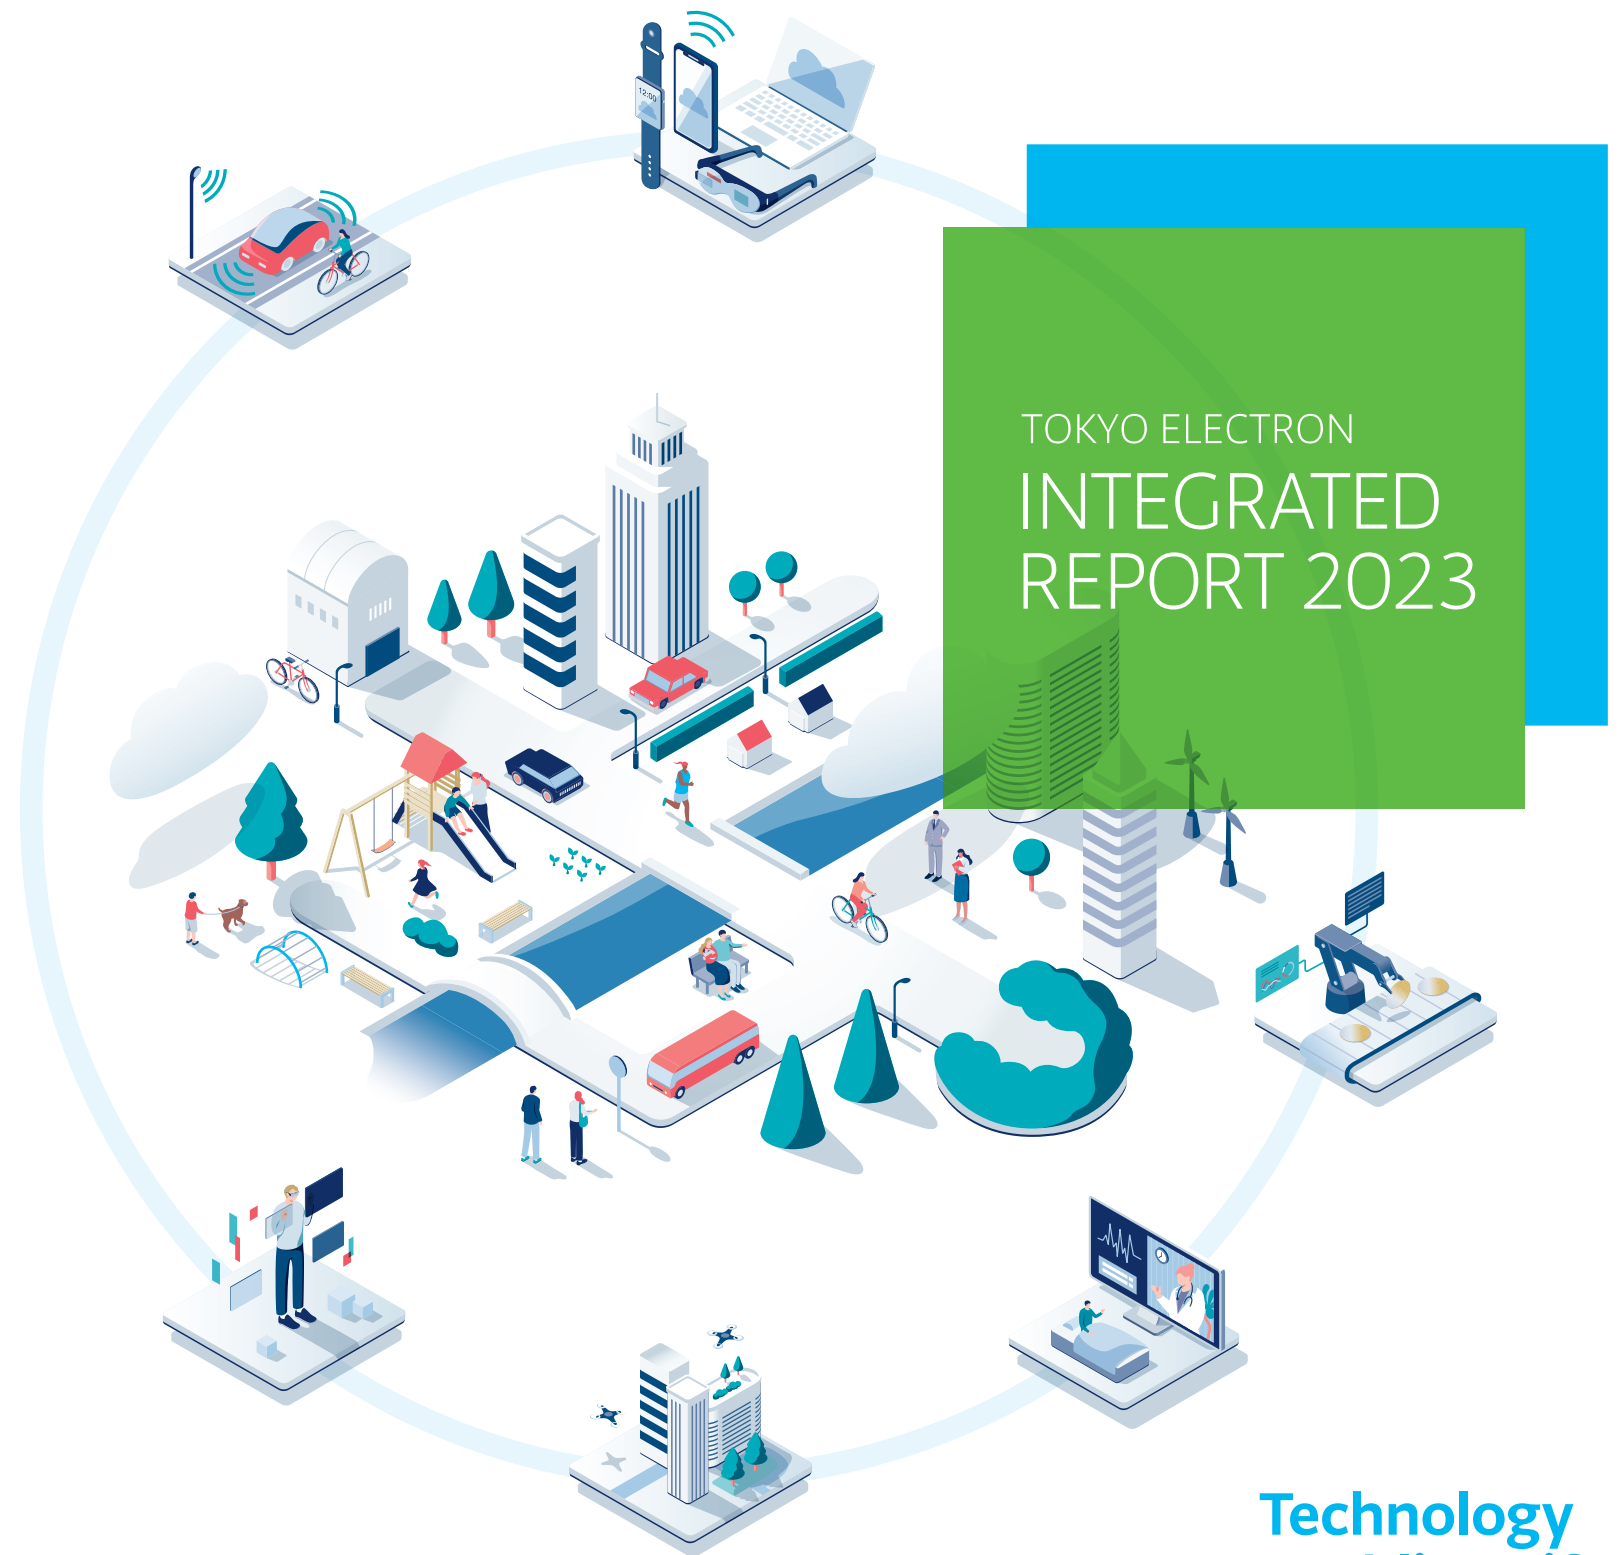 12:00
TOKYO ELECTRON
INTEGRATED
REPORT 2023
Technology